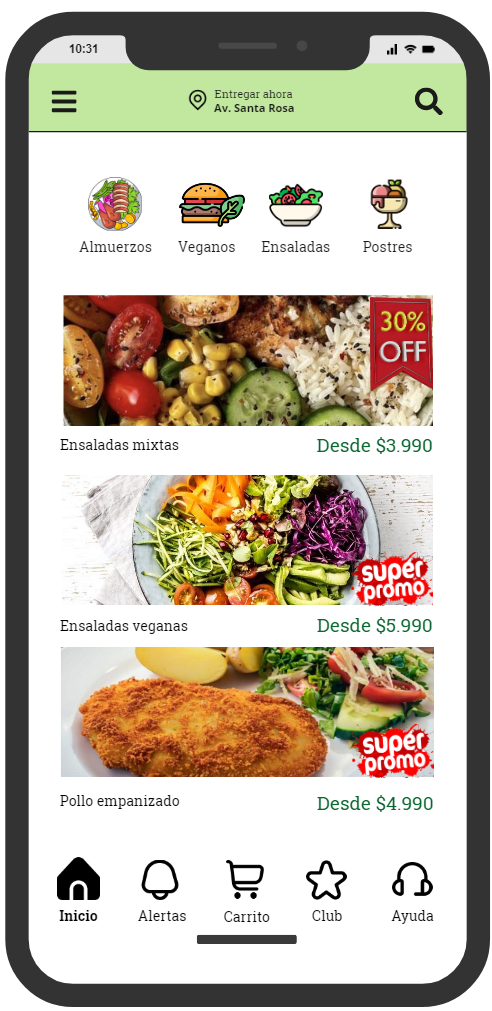 10:31
Entregar ahora
Av. Santa Rosa
Almuerzos Veganos Ensaladas Postres
30%
OFF
Ensaladas mixtas Desde $3.990
super
promo
Ensaladas veganas Desde $5.990
super
promo
Pollo empanizado Desde $4.990
Inicio Alertas Carrito Club Ayuda